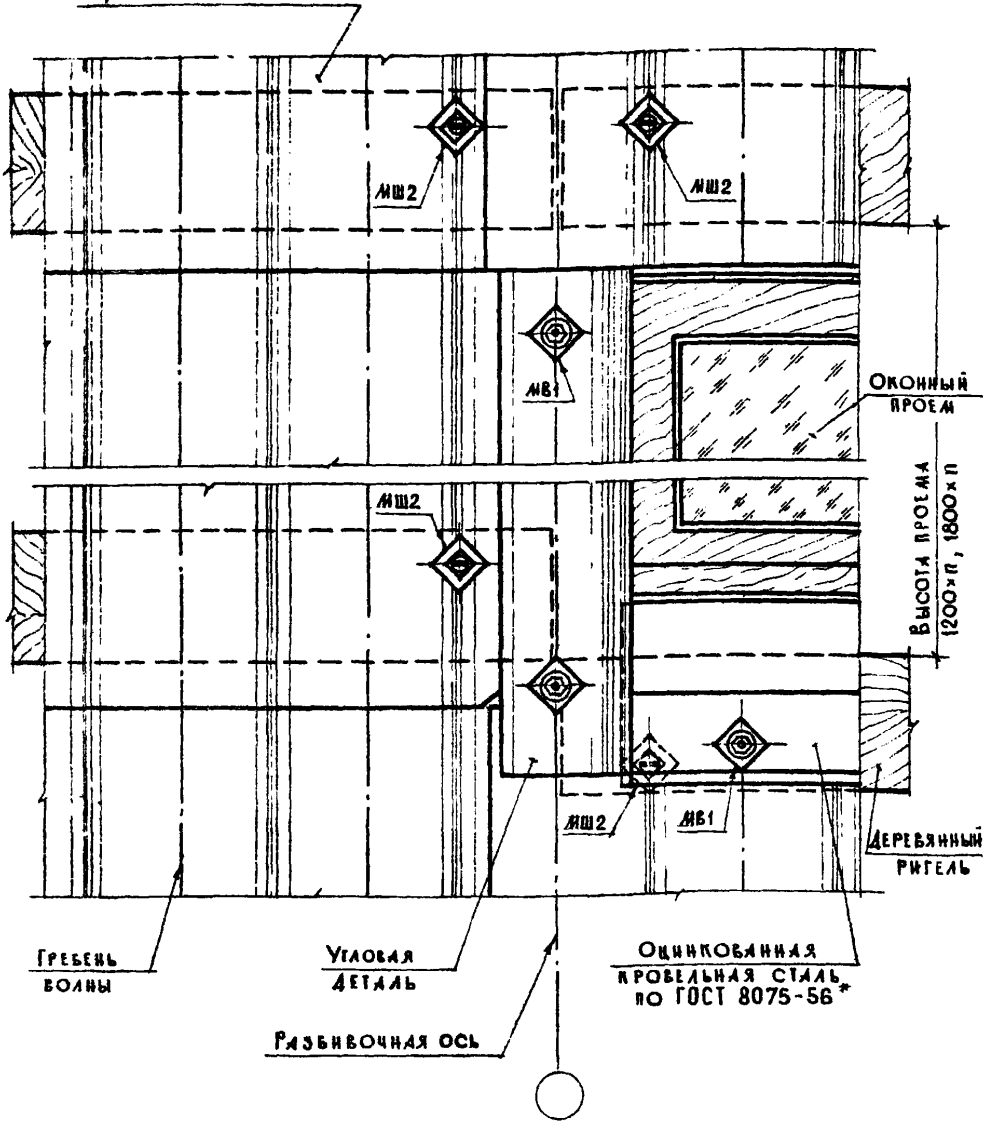 МШ2
МШ2
МВ1
ОКОННЫЙ
ПРОЕМ
МШ2
ВЫСОТА ПРОЕМА
1200×п, 1800×п
МШ2
МВ1
ДЕРЕВЯННЫЙ
РИГЕЛЬ
ГРЕБЕНЬ
ВОЛНЫ
УГЛОВАЯ
ДЕТАЛЬ
ОЦИНКОВАННАЯ
КРОВЕЛЬНАЯ СТАЛЬ
ПО ГОСТ 8075-56*
РАЗБИВОЧНАЯ ОСЬ